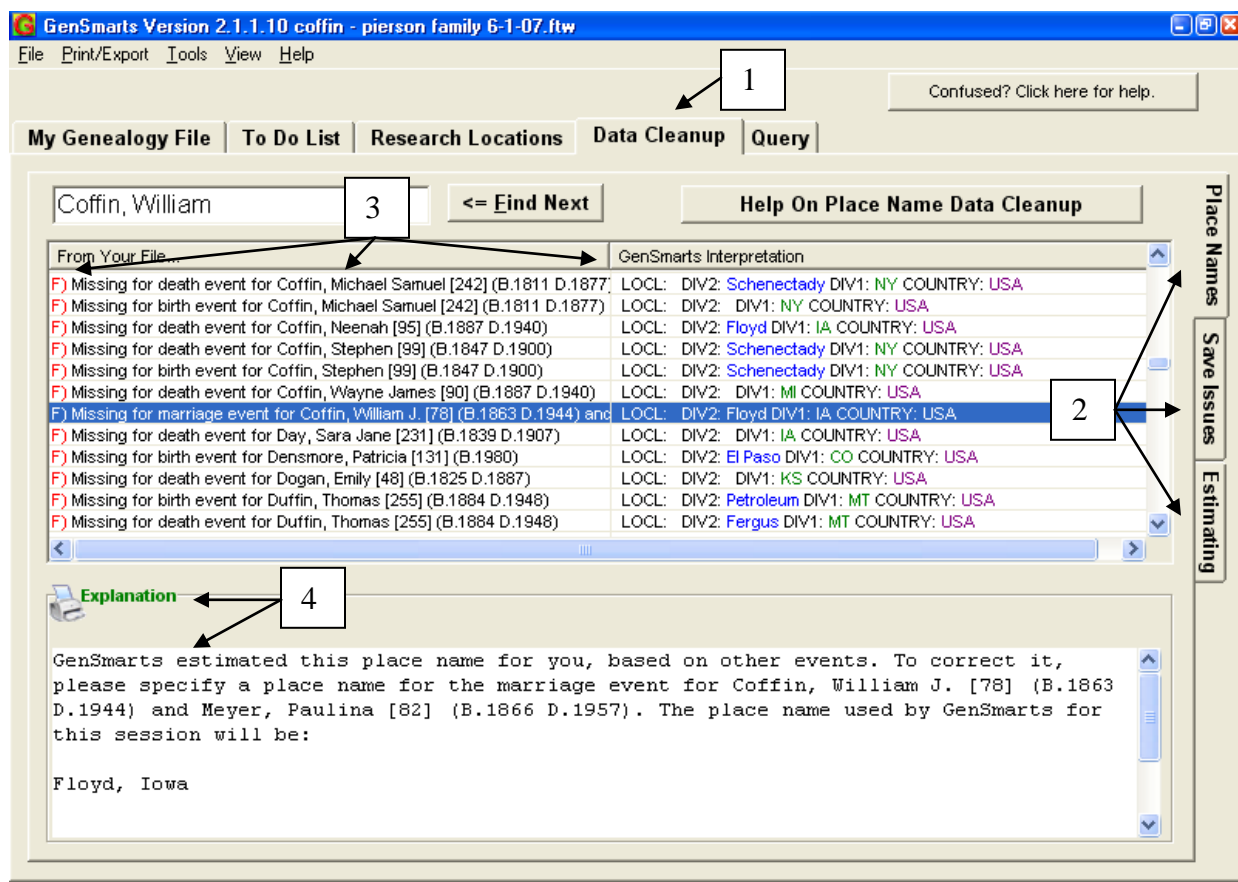 GenSmarts Version 2.1.1.10 coffin - pierson family 6-1-07.ftw
File Print/Export Tools View Help
1
Confused? Click here for help.
My Genealogy File To Do List Research Locations Data Cleanup Query
Coffin, William
3
<= Find Next
Help On Place Name Data Cleanup
Place Names
From Your File... GenSmarts Interpretation
F) Missing for death event for Coffin, Michael Samuel [242] (B.1811 D.1877) LOCL: DIV2: Schenectady DIV1: NY COUNTRY: USA
F) Missing for birth event for Coffin, Michael Samuel [242] (B.1811 D.1877) LOCL: DIV2: DIV1: NY COUNTRY: USA
F) Missing for death event for Coffin, Neenah [95] (B.1887 D.1940) LOCL: DIV2: Floyd DIV1: IA COUNTRY: USA
F) Missing for death event for Coffin, Stephen [99] (B.1847 D.1900) LOCL: DIV2: Schenectady DIV1: NY COUNTRY: USA
F) Missing for birth event for Coffin, Stephen [99] (B.1847 D.1900) LOCL: DIV2: Schenectady DIV1: NY COUNTRY: USA
F) Missing for death event for Coffin, Wayne James [90] (B.1887 D.1940) LOCL: DIV2: DIV1: MI COUNTRY: USA
F) Missing for marriage event for Coffin, William J. [78] (B.1863 D.1944) and LOCL: DIV2: Floyd DIV1: IA COUNTRY: USA
F) Missing for death event for Day, Sara Jane [231] (B.1839 D.1907) LOCL: DIV2: DIV1: IA COUNTRY: USA
F) Missing for birth event for Densmore, Patricia [131] (B.1980) LOCL: DIV2: El Paso DIV1: CO COUNTRY: USA
F) Missing for death event for Dogan, Emily [48] (B.1825 D.1887) LOCL: DIV2: DIV1: KS COUNTRY: USA
F) Missing for birth event for Duffin, Thomas [255] (B.1884 D.1948) LOCL: DIV2: Petroleum DIV1: MT COUNTRY: USA
F) Missing for death event for Duffin, Thomas [255] (B.1884 D.1948) LOCL: DIV2: Fergus DIV1: MT COUNTRY: USA
Save Issues
2
Estimating
Explanation
4
GenSmarts estimated this place name for you, based on other events. To correct it,
please specify a place name for the marriage event for Coffin, William J. [78] (B.1863
D.1944) and Meyer, Paulina [82] (B.1866 D.1957). The place name used by GenSmarts for
this session will be:
Floyd, Iowa